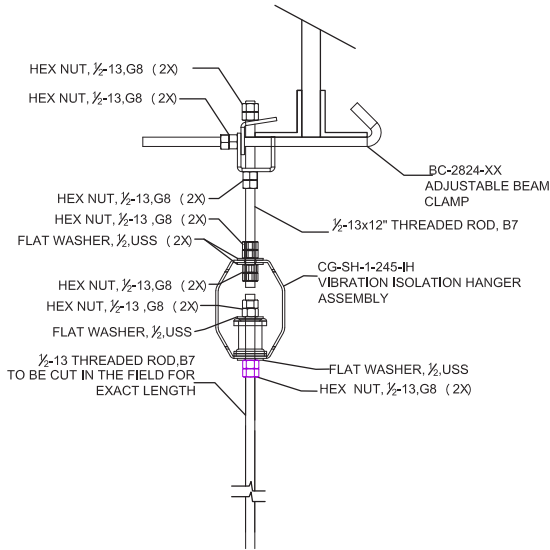 HEX NUT, ½-13,G8 (2X)
HEX NUT, ½-13,G8 (2X)
BC-2824-XX
ADJUSTABLE BEAM
CLAMP
HEX NUT, ½-13,G8 (2X)
HEX NUT, ½-13 ,G8 (2X)
½-13x12" THREADED ROD, B7
FLAT WASHER, ½,USS (2X)
CG-SH-1-245-IH
VIBRATION ISOLATION HANGER
ASSEMBLY
HEX NUT, ½-13,G8 (2X)
HEX NUT, ½-13 ,G8 (2X)
FLAT WASHER, ½,USS
½-13 THREADED ROD,B7
TO BE CUT IN THE FIELD FOR
EXACT LENGTH
FLAT WASHER, ½,USS
HEX NUT, ½-13,G8 (2X)